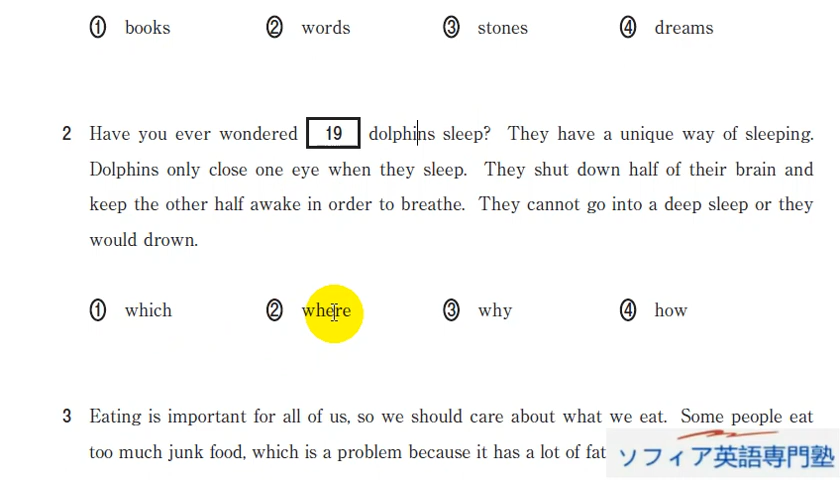 ① books ② words ③ stones ④ dreams
2 Have you ever wondered 19 dolphins sleep? They have a unique way of sleeping.
Dolphins only close one eye when they sleep. They shut down half of their brain and
keep the other half awake in order to breathe. They cannot go into a deep sleep or they
would drown.
① which ② where ③ why ④ how
3 Eating is important for all of us, so we should care about what we eat. Some people eat
too much junk food, which is a problem because it has a lot of fat
ソフィア英語専門塾